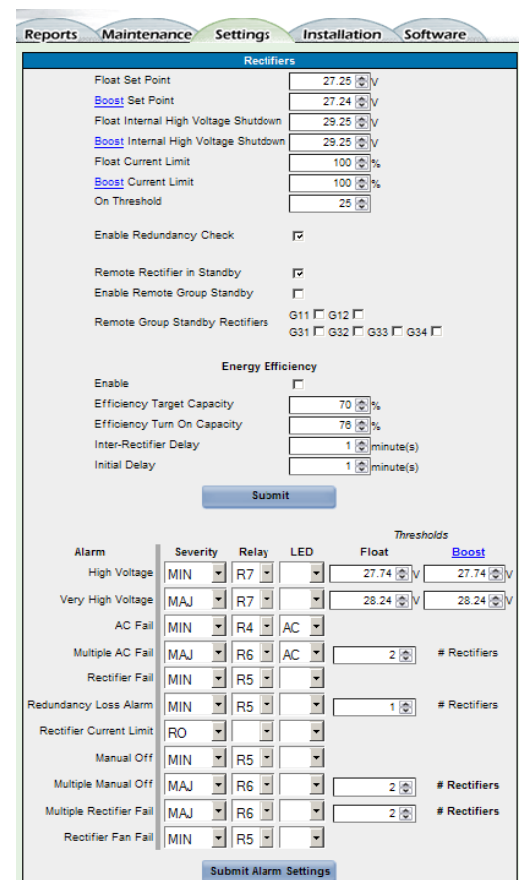 Reports Maintenance Settings Installation Software
Rectifiers
Float Set Point 27.25 V
Boost Set Point 27.24 V
Float Internal High Voltage Shutdown 29.25 V
Boost Internal High Voltage Shutdown 29.25 V
Float Current Limit 100 %
Boost Current Limit 100 %
On Threshold 25
Enable Redundancy Check
Remote Rectifier in Standby
Enable Remote Group Standby
Remote Group Standby Rectifiers
G11 G12
G31 G32 G33 G34
Energy Efficiency
Enable
Efficiency Target Capacity 70 %
Efficiency Turn On Capacity 76 %
Inter-Rectifier Delay 1 minute(s)
Initial Delay 1 minute(s)
Submit
Thresholds
Alarm Severity Relay LED Float Boost
High Voltage MIN R7 27.74 V 27.74 V
Very High Voltage MAJ R7 28.24 V 28.24 V
AC Fail MIN R4 AC
Multiple AC Fail MAJ R6 AC 2 # Rectifiers
Rectifier Fail MIN R5
Redundancy Loss Alarm MIN R5 1 # Rectifiers
Rectifier Current Limit RO
Manual Off MIN R5
Multiple Manual Off MAJ R6 2 # Rectifiers
Multiple Rectifier Fail MAJ R6 2 # Rectifiers
Rectifier Fan Fail MIN R5
Submit Alarm Settings